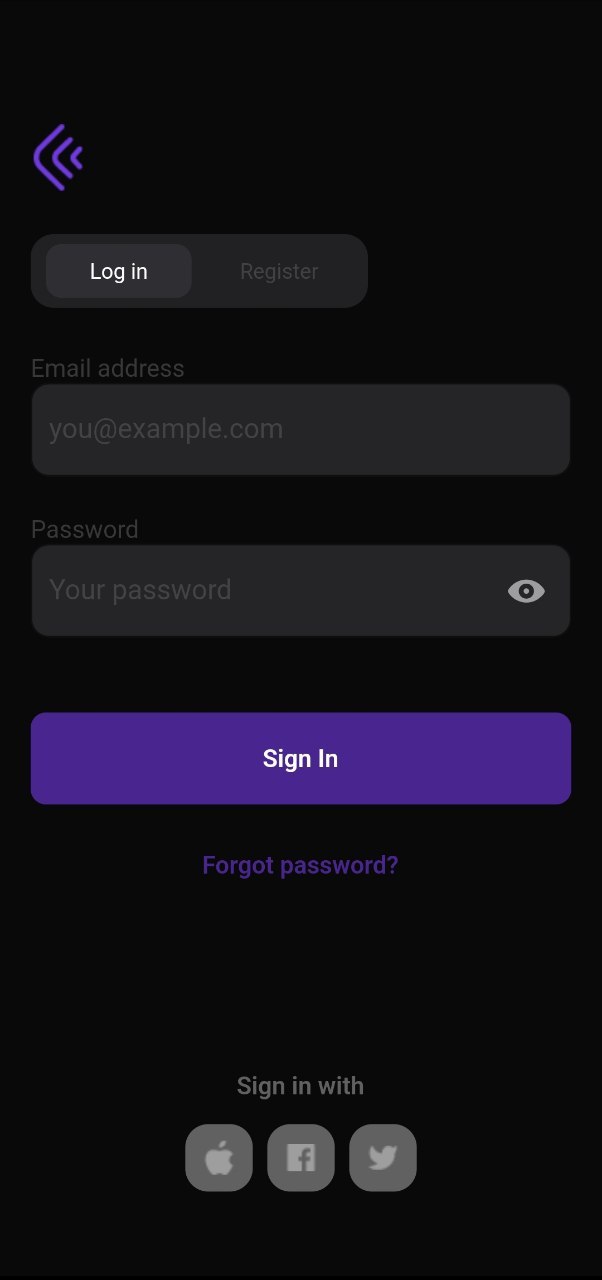 Log in
Register
Email address
you@example.com
Password
Your password
Sign In
Forgot password?
Sign in with